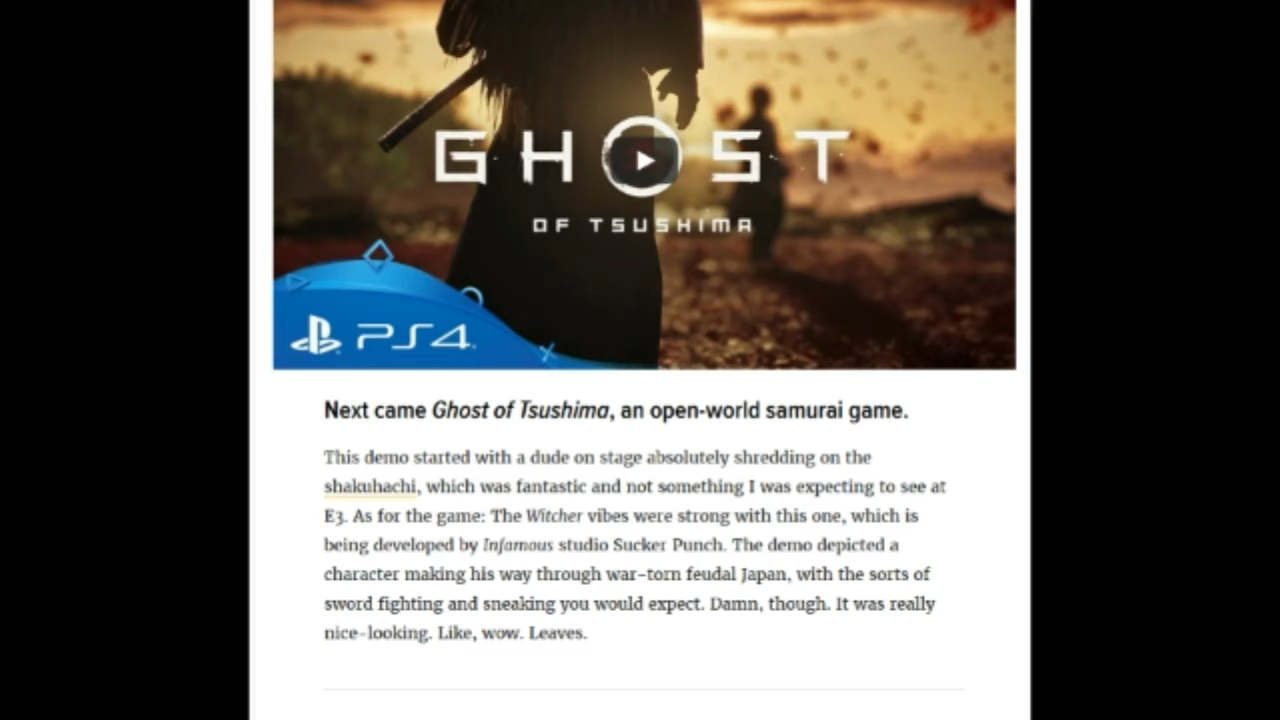 GHOST
OF TSUSHIMA
PS4
Next came Ghost of Tsushima, an open-world samurai game.
This demo started with a dude on stage absolutely shredding on the
shakuhachi, which was fantastic and not something I was expecting to see at
E3. As for the game: The Witcher vibes were strong with this one, which is
being developed by Infamous studio Sucker Punch. The demo depicted a
character making his way through war-torn feudal Japan, with the sorts of
sword fighting and sneaking you would expect. Damn, though. It was really
nice-looking. Like, wow. Leaves.